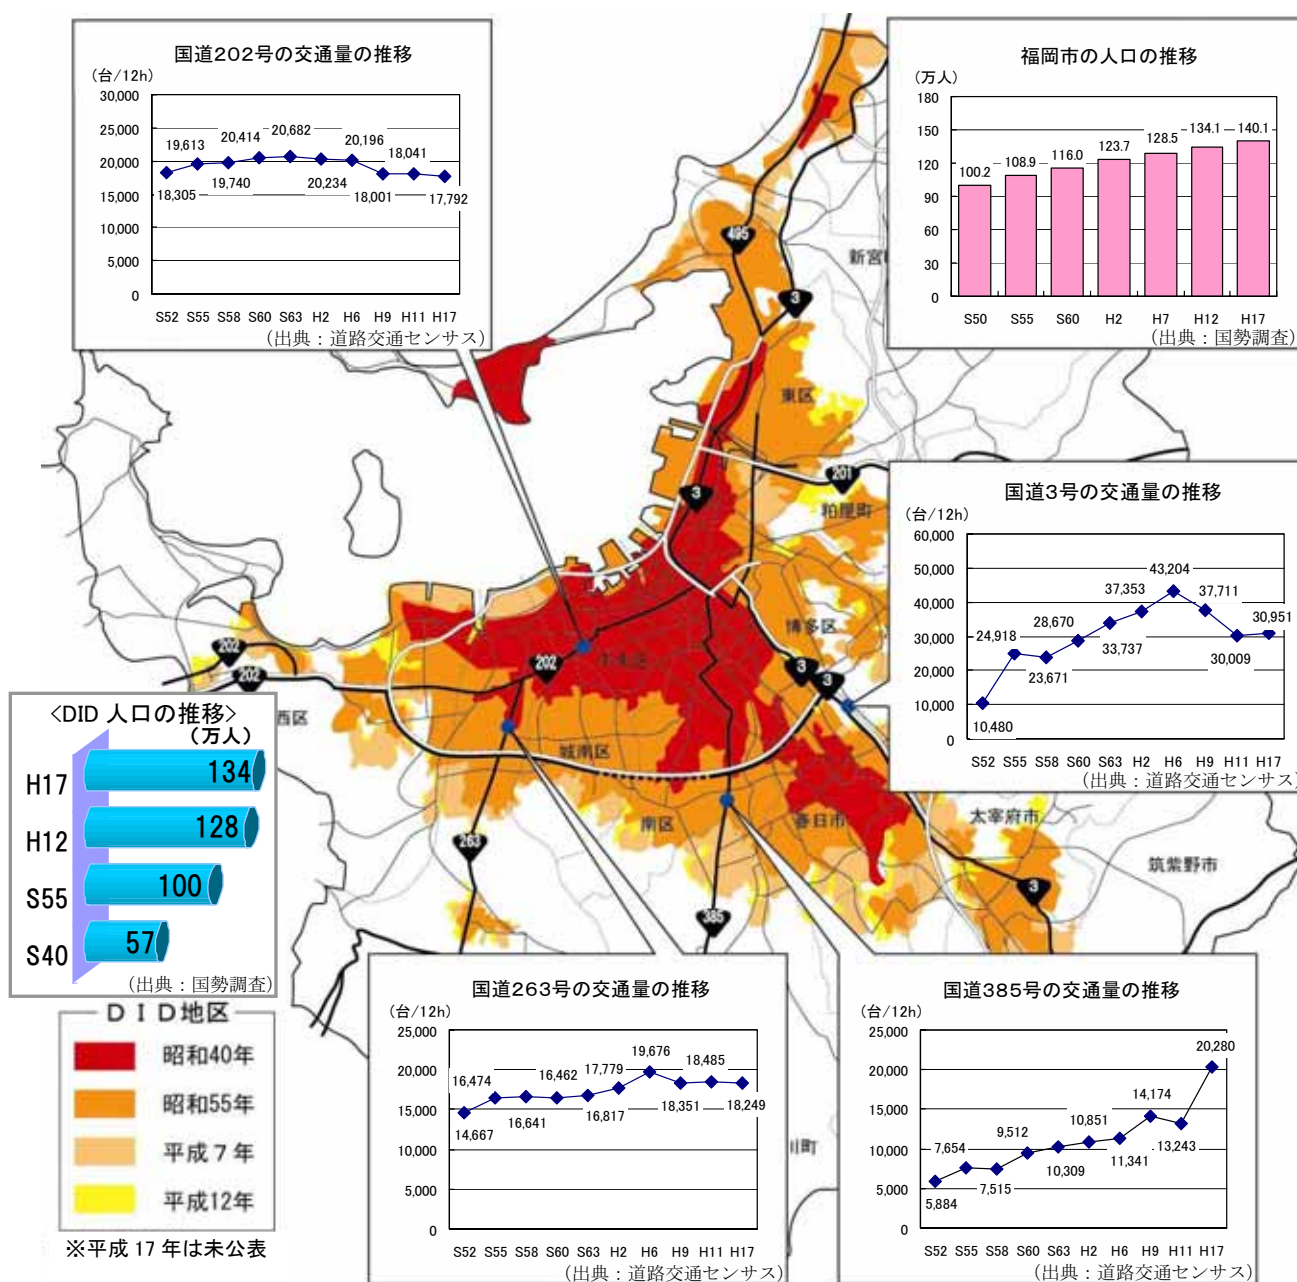 国道202号の交通量の推移
(台/12h)
30,000
25,000
20,000
15,000
10,000
5,000
0
18,305
19,613
19,740
20,414
20,682
20,234
20,196
18,001
18,041
17,792
S52 S55 S58 S60 S63 H2 H6 H9 H11 H17
(出典：道路交通センサス)
福岡市の人口の推移
(万人)
180
150
120
90
60
30
0
100.2
108.9
116.0
123.7
128.5
134.1
140.1
S50 S55 S60 H2 H7 H12 H17
(出典：国勢調査)
495
新宮
3
東区
201
粕屋町
3
国道3号の交通量の推移
(台/12h)
60,000
50,000
40,000
30,000
20,000
10,000
0
10,480
24,918
23,671
28,670
33,737
37,353
43,204
37,711
30,009
30,951
S52 S55 S58 S60 S63 H2 H6 H9 H11 H17
(出典：道路交通センサス)
博多区
202
202
202
3
3
西区
城南区
南区
春日市
太宰府市
筑紫野市
263
385
3
川町
<DID 人口の推移>
(万人)
H17 134
H12 128
S55 100
S40 57
(出典：国勢調査)
ＤＩＤ地区
昭和40年
昭和55年
平成７年
平成12年
※平成 17 年は未公表
国道263号の交通量の推移
(台/12h)
25,000
20,000
15,000
10,000
5,000
0
14,667
16,474
16,641
16,462
16,817
17,779
19,676
18,351
18,485
18,249
S52 S55 S58 S60 S63 H2 H6 H9 H11 H17
(出典：道路交通センサス)
国道385号の交通量の推移
(台/12h)
25,000
20,000
15,000
10,000
5,000
0
5,884
7,654
7,515
9,512
10,309
10,851
11,341
14,174
13,243
20,280
S52 S55 S58 S60 S63 H2 H6 H9 H11 H17
(出典：道路交通センサス)